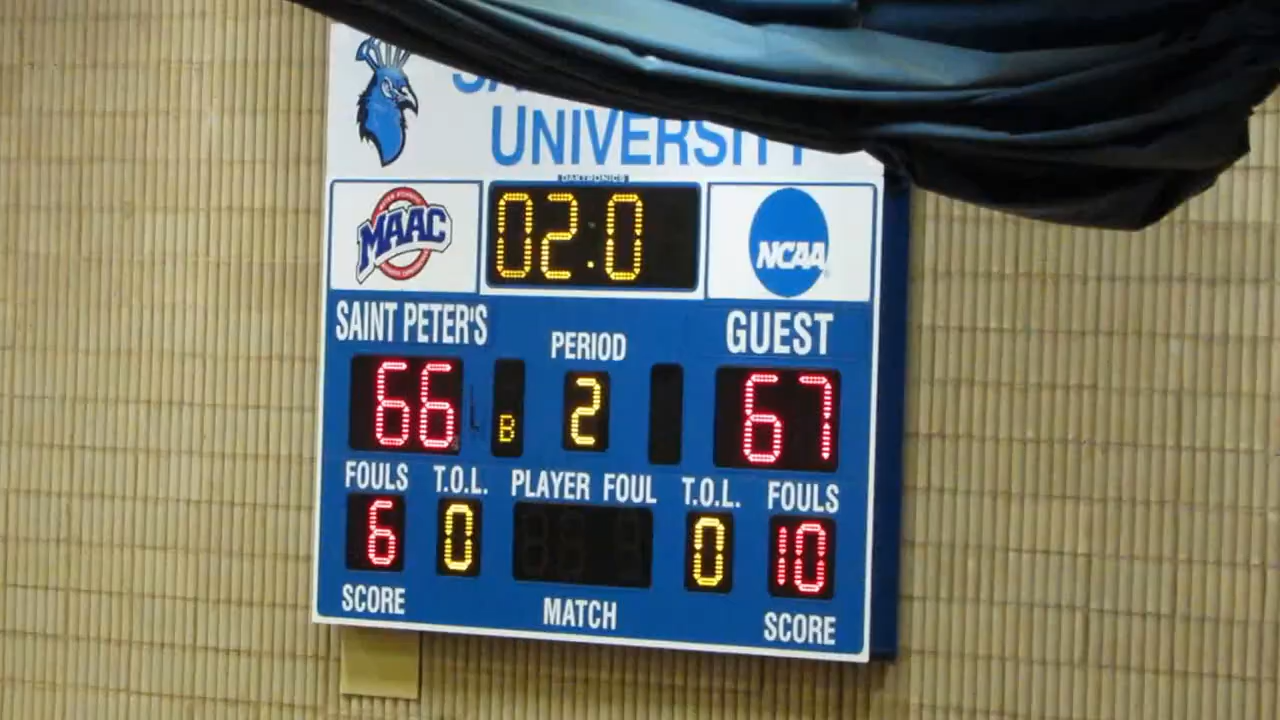 UNIVERSITY
DAKTRONICS
MAAC
02.0
NCAA
SAINT PETER'S
PERIOD
GUEST
66
B
2
67
FOULS T.O.L. PLAYER FOUL T.O.L. FOULS
6 0 0 10
SCORE MATCH SCORE